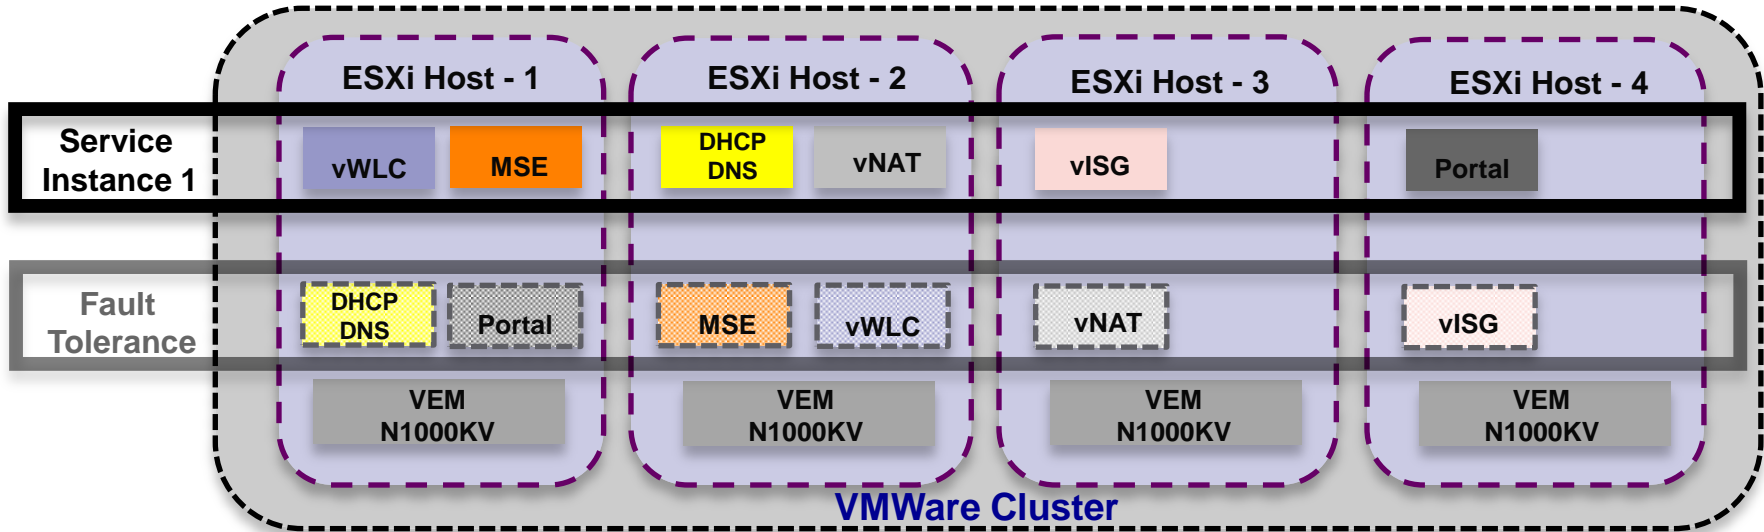 ESXi Host - 1
ESXi Host - 2
ESXi Host - 3
ESXi Host - 4
Service
Instance 1
vWLC
MSE
DHCP
DNS
vNAT
vISG
Portal
Fault
Tolerance
DHCP
DNS
Portal
MSE
vWLC
vNAT
vISG
VEM
N1000KV
VEM
N1000KV
VEM
N1000KV
VEM
N1000KV
VMWare Cluster